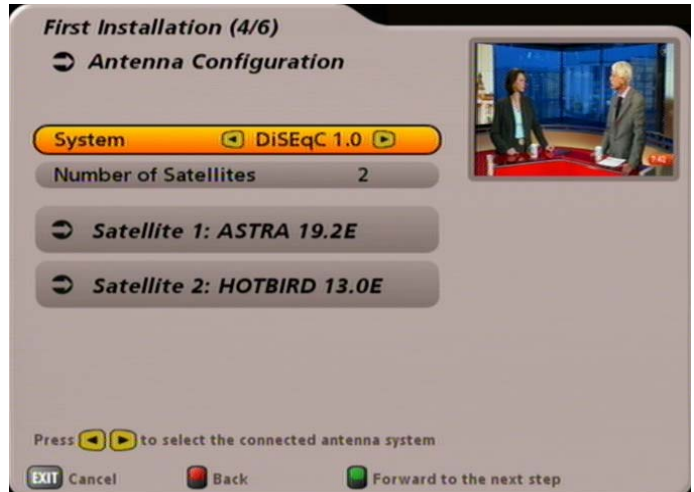 First Installation (4/6)
Antenna Configuration
System DiSEqC 1.0
Number of Satellites 2
Satellite 1: ASTRA 19.2E
Satellite 2: HOTBIRD 13.0E
7:42
Press to select the connected antenna system
EXIT Cancel Back Forward to the next step